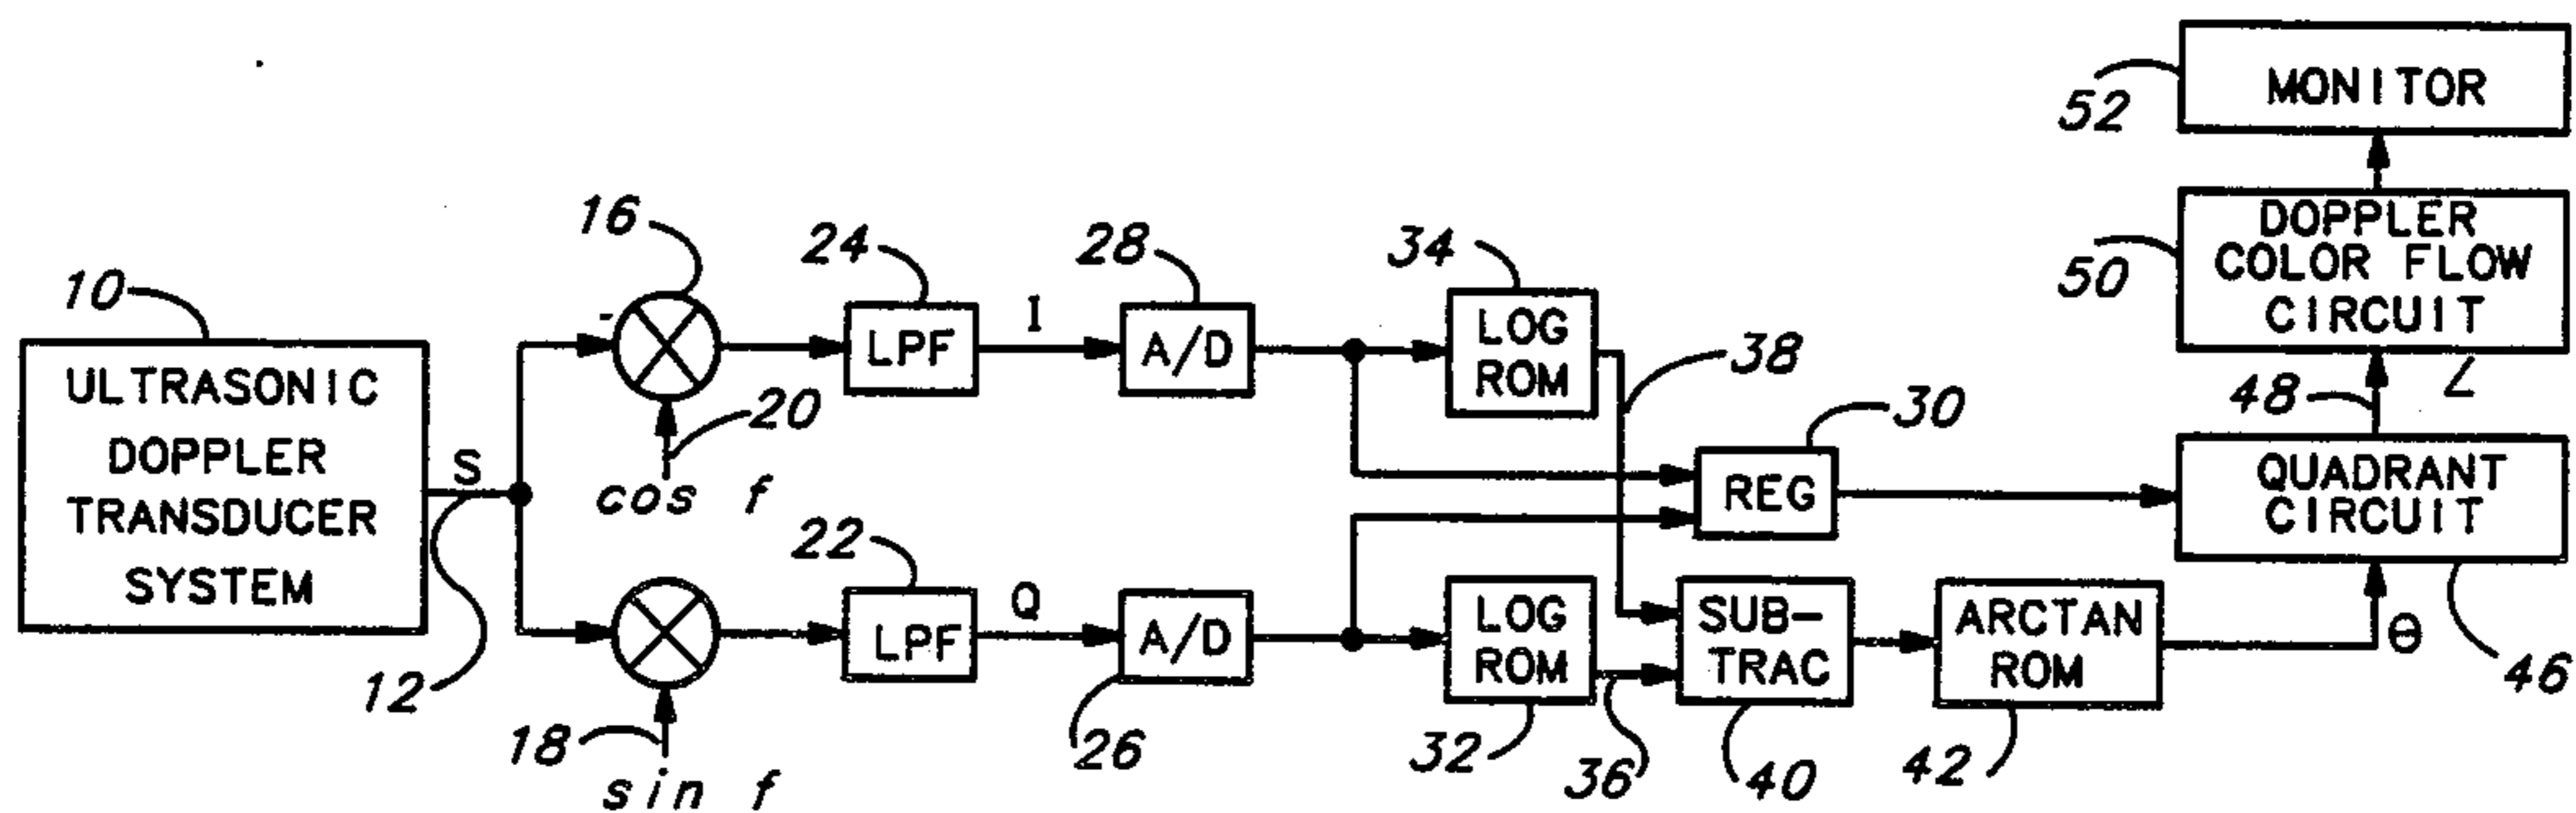 10
ULTRASONIC
DOPPLER
TRANSDUCER
SYSTEM
S
12
16
-
20
cos f
18
sin f
24
LPF
I
22
LPF
Q
28
A/D
A/D
26
34
LOG
ROM
38
30
REG
LOG
ROM
32
36
SUB-
TRAC
40
ARCTAN
ROM
42
Θ
QUADRANT
CIRCUIT
46
48
∠
DOPPLER
COLOR FLOW
CIRCUIT
50
MONITOR
52